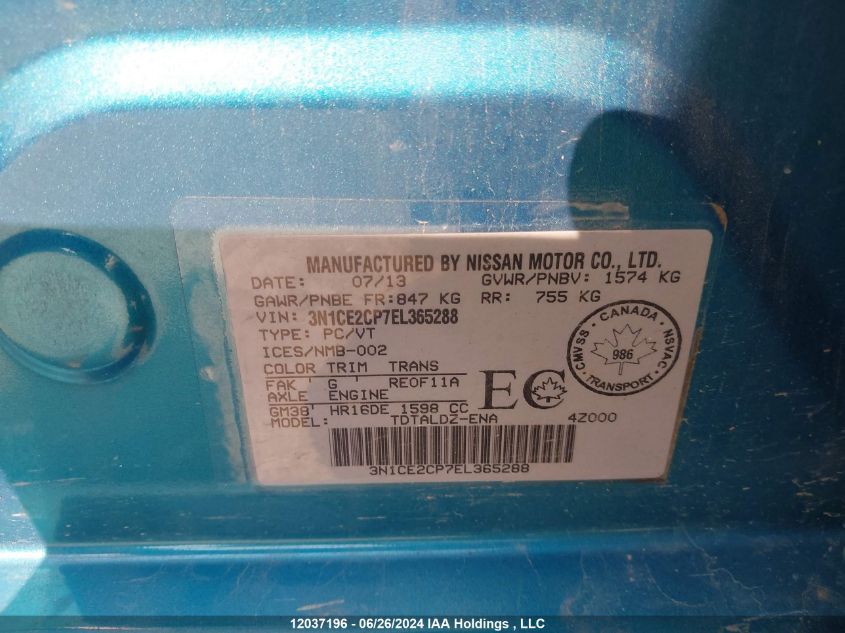 MANUFACTURED BY NISSAN MOTOR CO., LTD.
DATE: 07/13 GVWR/PNBV: 1574 KG
GAWR/PNBE FR:847 KG RR: 755 KG
VIN: 3N1CE2CP7EL365288
TYPE: PC/VT
ICES/NMB-002
COLOR TRIM TRANS
FAK ' G ' RE0F11A
AXLE ENGINE
GM38' HR16DE 1598 CC
MODEL: TDTALDZ-ENA 4Z000
EC
CANADA
CMVSS - NSVAC
986
TRANSPORT
3N1CE2CP7EL365288
12037196 - 06/26/2024 IAA Holdings , LLC